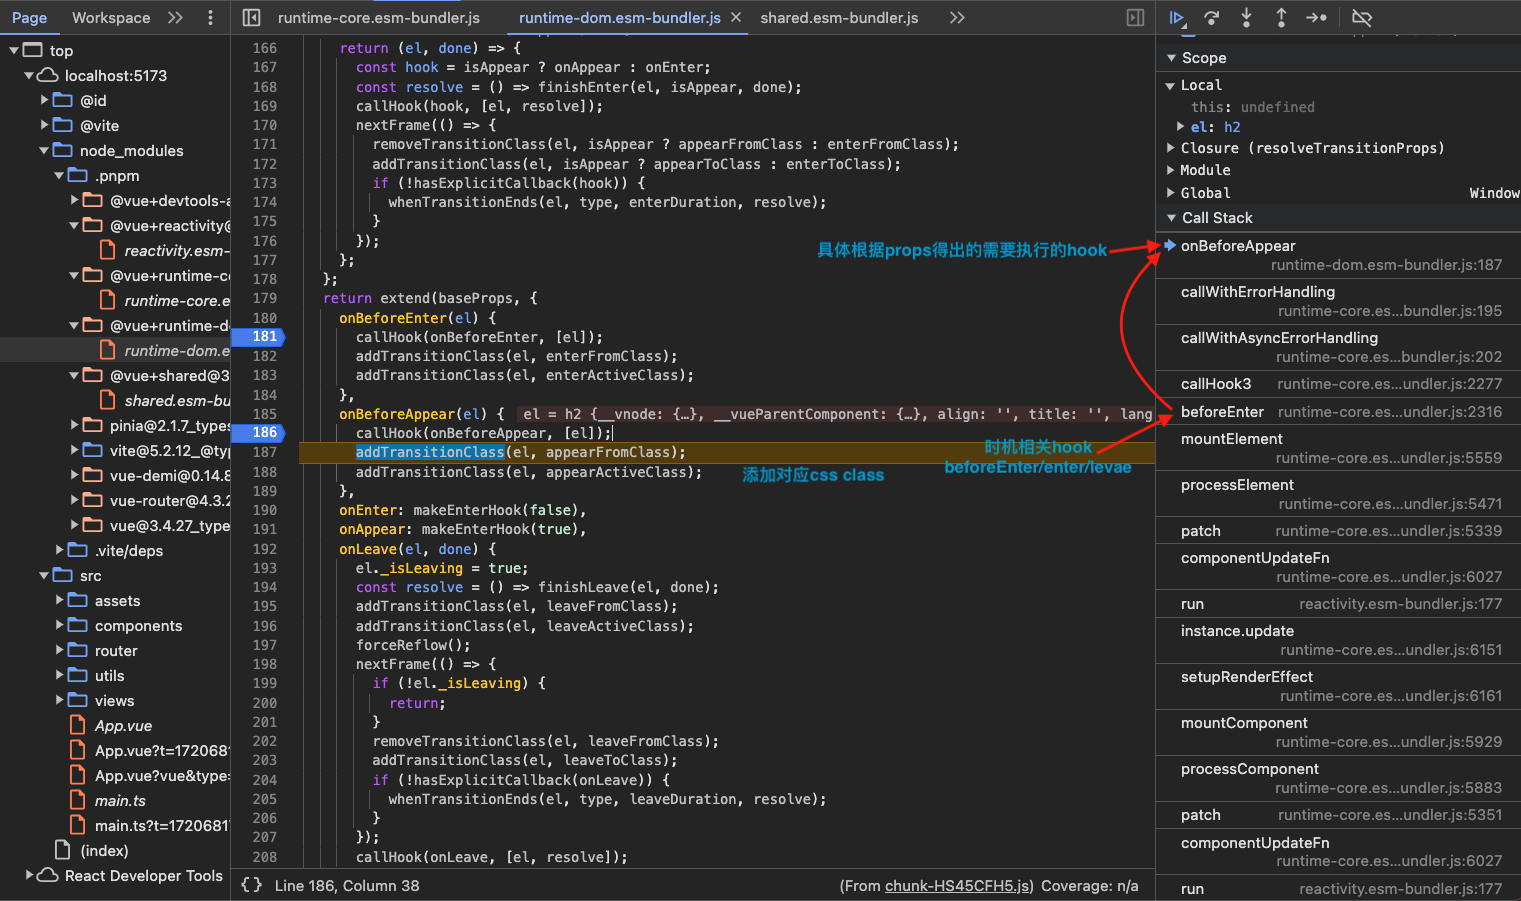 Page
Workspace
runtime-core.esm-bundler.js
runtime-dom.esm-bundler.js
shared.esm-bundler.js
top
localhost:5173
@id
@vite
node_modules
.pnpm
@vue+devtools-a
@vue+reactivity@
reactivity.esm-
@vue+runtime-co
runtime-core.e
@vue+runtime-d
runtime-dom.e
@vue+shared@3
shared.esm-bu
pinia@2.1.7_types
vite@5.2.12_@typ
vue-demi@0.14.8
vue-router@4.3.2
vue@3.4.27_type
.vite/deps
src
assets
components
router
utils
views
App.vue
App.vue?t=172068
App.vue?vue&type=
main.ts
main.ts?t=1720681
(index)
React Developer Tools
166 return (el, done) => {
167 const hook = isAppear ? onAppear : onEnter;
168 const resolve = () => finishEnter(el, isAppear, done);
169 callHook(hook, [el, resolve]);
170 nextFrame(() => {
171 removeTransitionClass(el, isAppear ? appearFromClass : enterFromClass);
172 addTransitionClass(el, isAppear ? appearToClass : enterToClass);
173 if (!hasExplicitCallback(hook)) {
174 whenTransitionEnds(el, type, enterDuration, resolve);
175 }
176 });
177 };
178 };
179 return extend(baseProps, {
180 onBeforeEnter(el) {
181 callHook(onBeforeEnter, [el]);
182 addTransitionClass(el, enterFromClass);
183 addTransitionClass(el, enterActiveClass);
184 },
185 onBeforeAppear(el) { el = h2 {__vnode: {…}, __vueParentComponent: {…}, align: '', title: '', lang
186 callHook(onBeforeAppear, [el]);
187 addTransitionClass(el, appearFromClass);
188 addTransitionClass(el, appearActiveClass);
189 },
190 onEnter: makeEnterHook(false),
191 onAppear: makeEnterHook(true),
192 onLeave(el, done) {
193 el._isLeaving = true;
194 const resolve = () => finishLeave(el, done);
195 addTransitionClass(el, leaveFromClass);
196 addTransitionClass(el, leaveActiveClass);
197 forceReflow();
198 nextFrame(() => {
199 if (!el._isLeaving) {
200 return;
201 }
202 removeTransitionClass(el, leaveFromClass);
203 addTransitionClass(el, leaveToClass);
204 if (!hasExplicitCallback(onLeave)) {
205 whenTransitionEnds(el, type, leaveDuration, resolve);
206 }
207 });
208 callHook(onLeave, [el, resolve]);
具体根据props得出的需要执行的hook
时机相关hook
beforeEnter/enter/levae
添加对应css class
{} Line 186, Column 38
(From chunk-HS45CFH5.js) Coverage: n/a
Scope
Local
this: undefined
el: h2
Closure (resolveTransitionProps)
Module
Global Window
Call Stack
onBeforeAppear
runtime-dom.esm-bundler.js:187
callWithErrorHandling
runtime-core.es…undler.js:195
callWithAsyncErrorHandling
runtime-core.es…bundler.js:202
callHook3 runtime-core.es…undler.js:2277
beforeEnter runtime-core.es…undler.js:2316
mountElement
runtime-core.es…undler.js:5559
processElement
runtime-core.es…undler.js:5471
patch runtime-core.es…undler.js:5339
componentUpdateFn
runtime-core.es…undler.js:6027
run reactivity.esm-bundler.js:177
instance.update
runtime-core.es…undler.js:6151
setupRenderEffect
runtime-core.es…undler.js:6161
mountComponent
runtime-core.es…undler.js:5929
processComponent
runtime-core.es…undler.js:5883
patch runtime-core.es…undler.js:5351
componentUpdateFn
runtime-core.es…undler.js:6027
run reactivity.esm-bundler.js:177